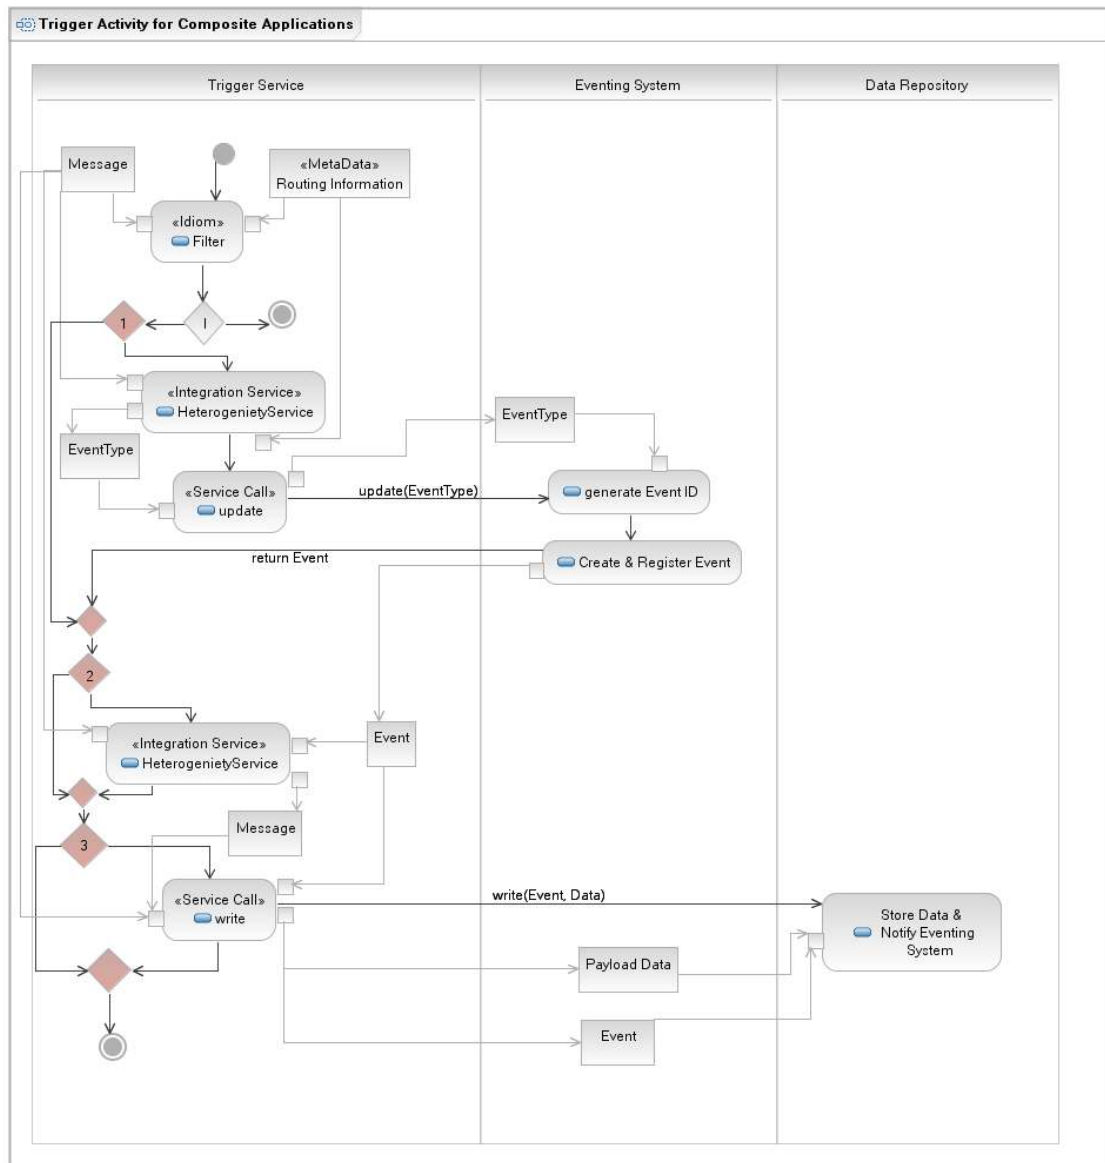 Trigger Activity for Composite Applications
Trigger Service
Eventing System
Data Repository
Message
«MetaData»
Routing Information
«Idiom»
Filter
1
I
«Integration Service»
HeterogenietyService
EventType
EventType
«Service Call»
update
update(EventType)
generate Event ID
return Event
Create & Register Event
2
«Integration Service»
HeterogenietyService
Event
Message
3
«Service Call»
write
write(Event, Data)
Store Data &
Notify Eventing
System
Payload Data
Event